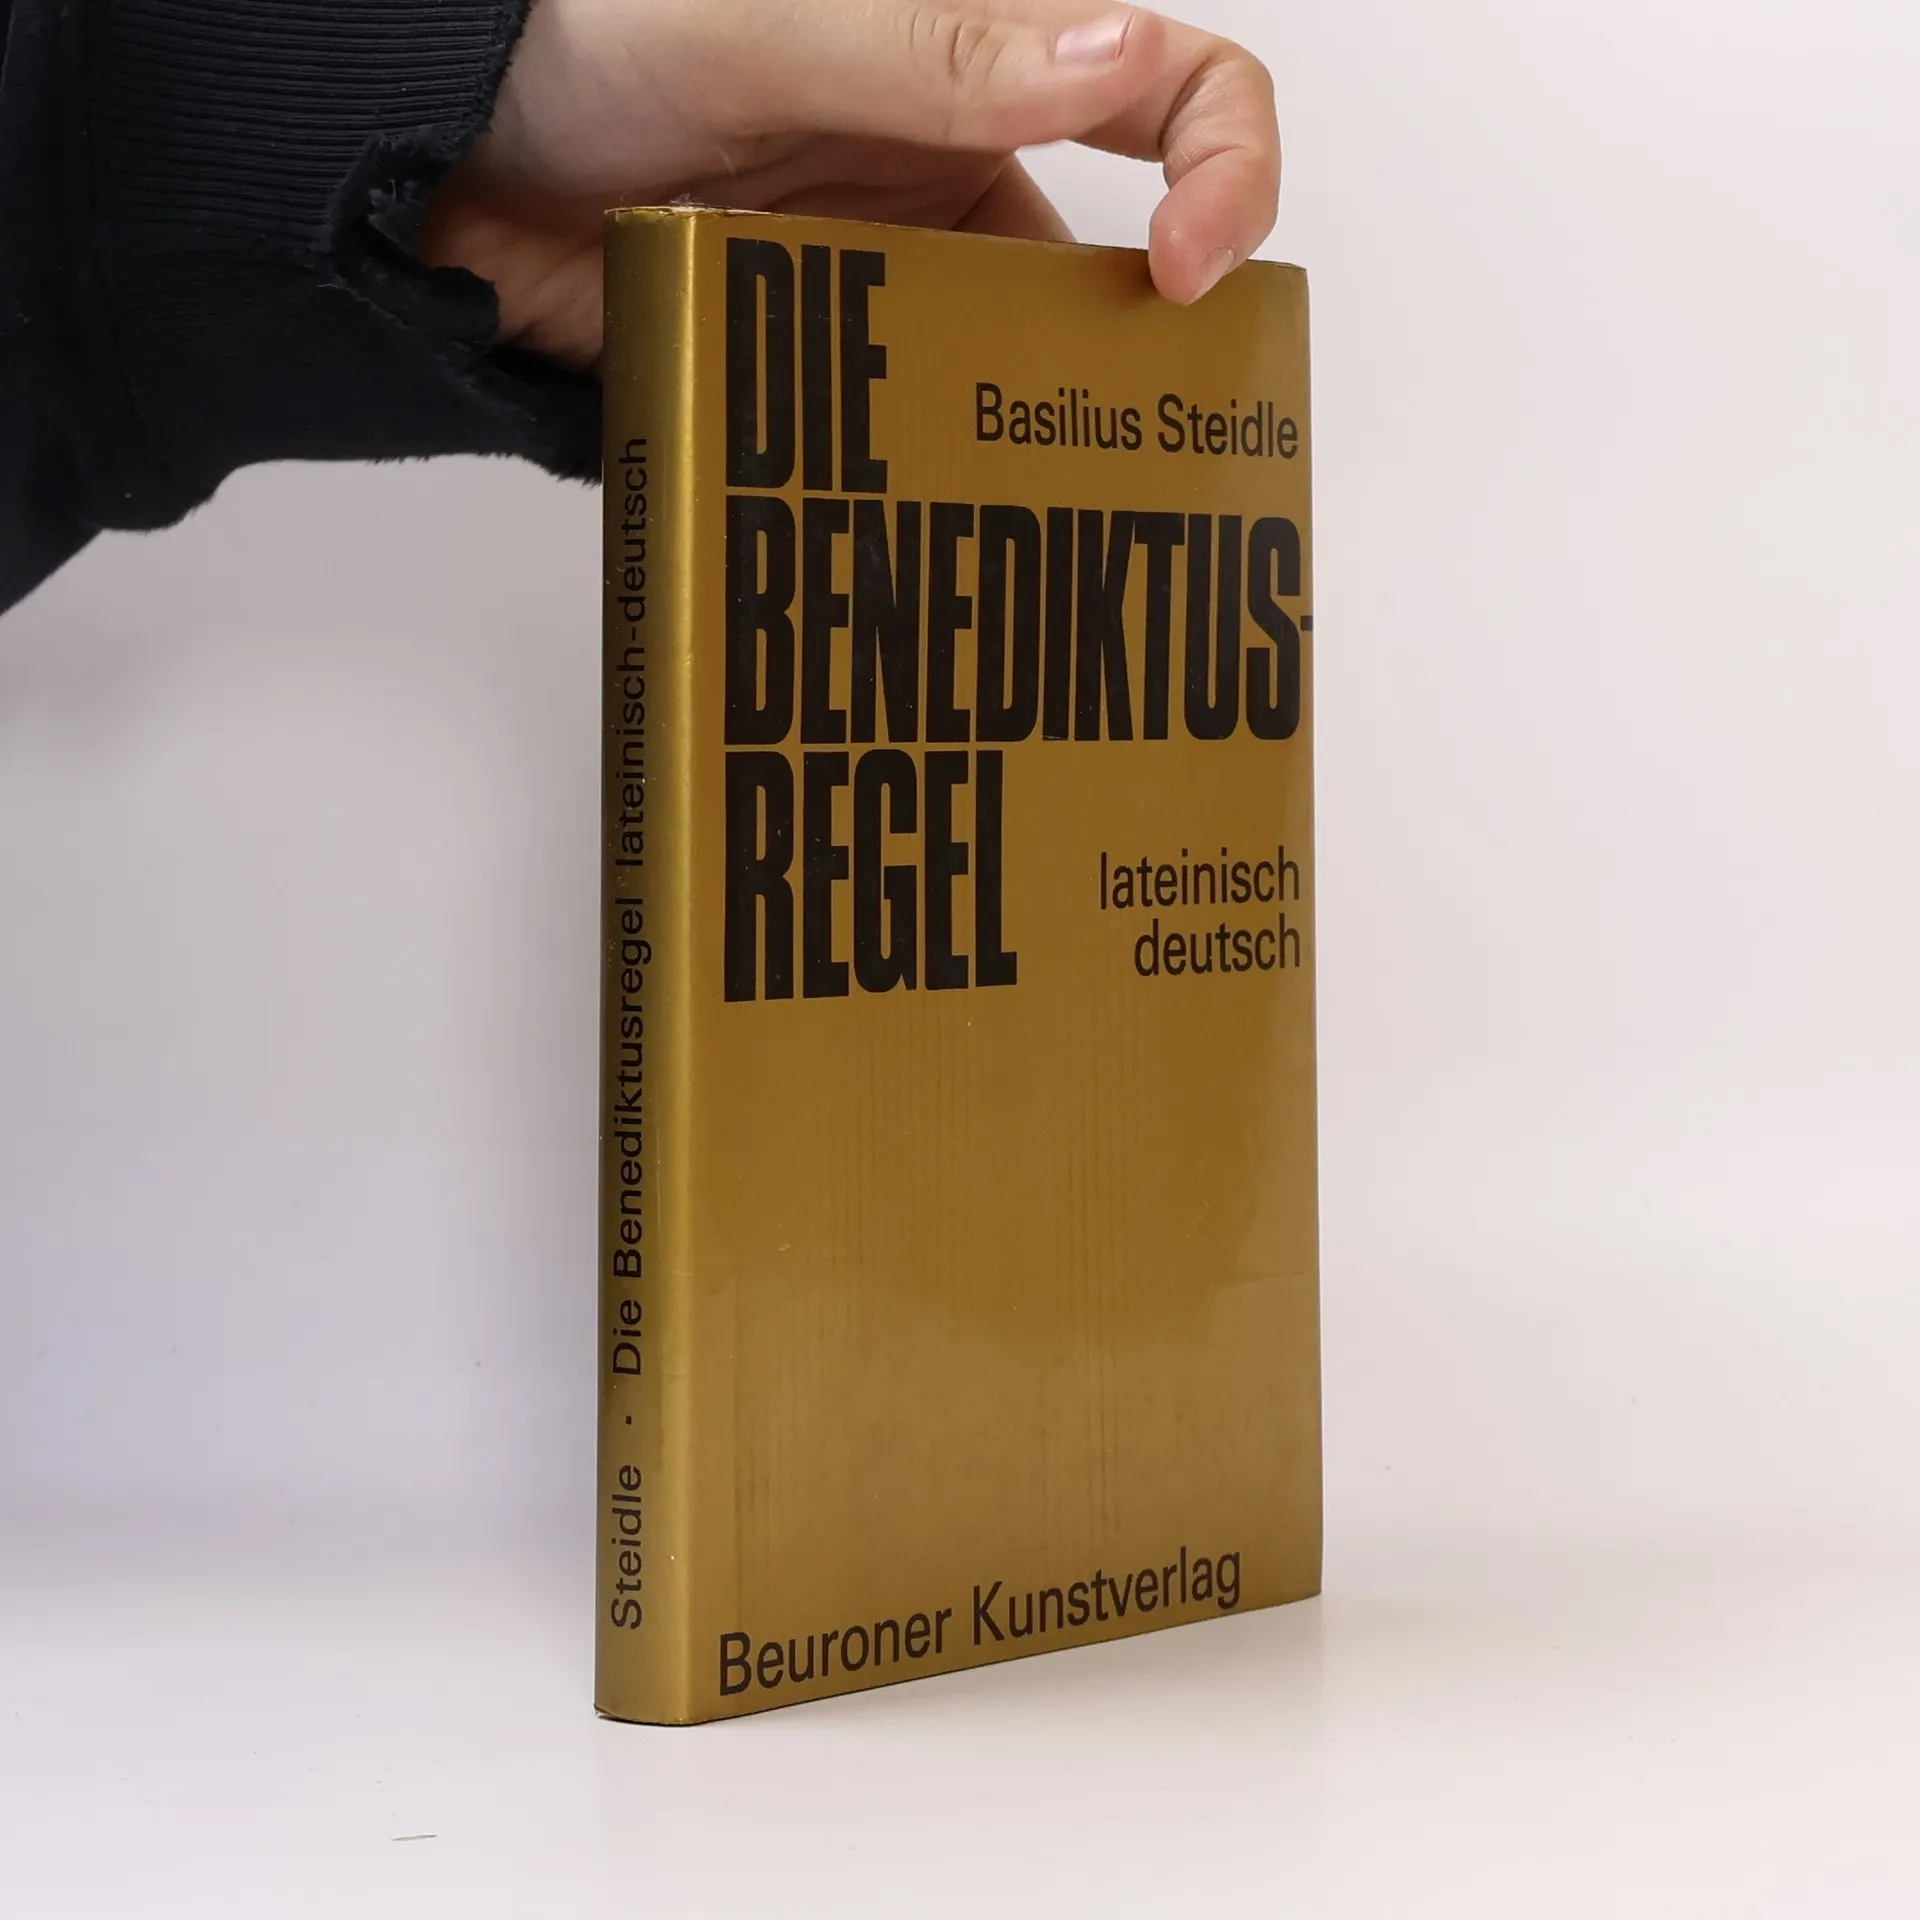 DIE
Basilius Steidle
BENEDIKTUS-
REGEL
lateinisch
deutsch
Beuroner Kunstverlag
Steidle · Die Benediktusregel lateinisch-deutsch